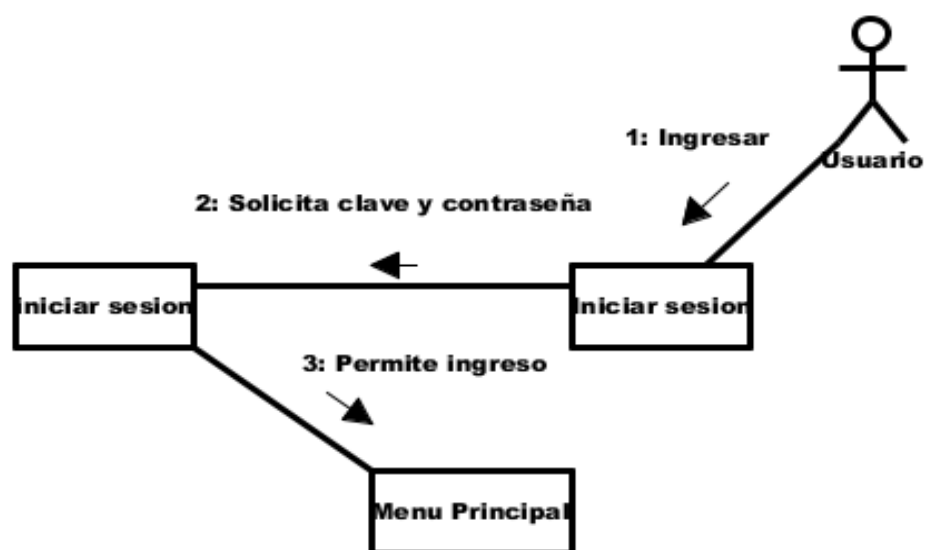 1: Ingresar
Usuario
2: Solicita clave y contraseña
iniciar sesion
Iniciar sesion
3: Permite ingreso
Menu Principal